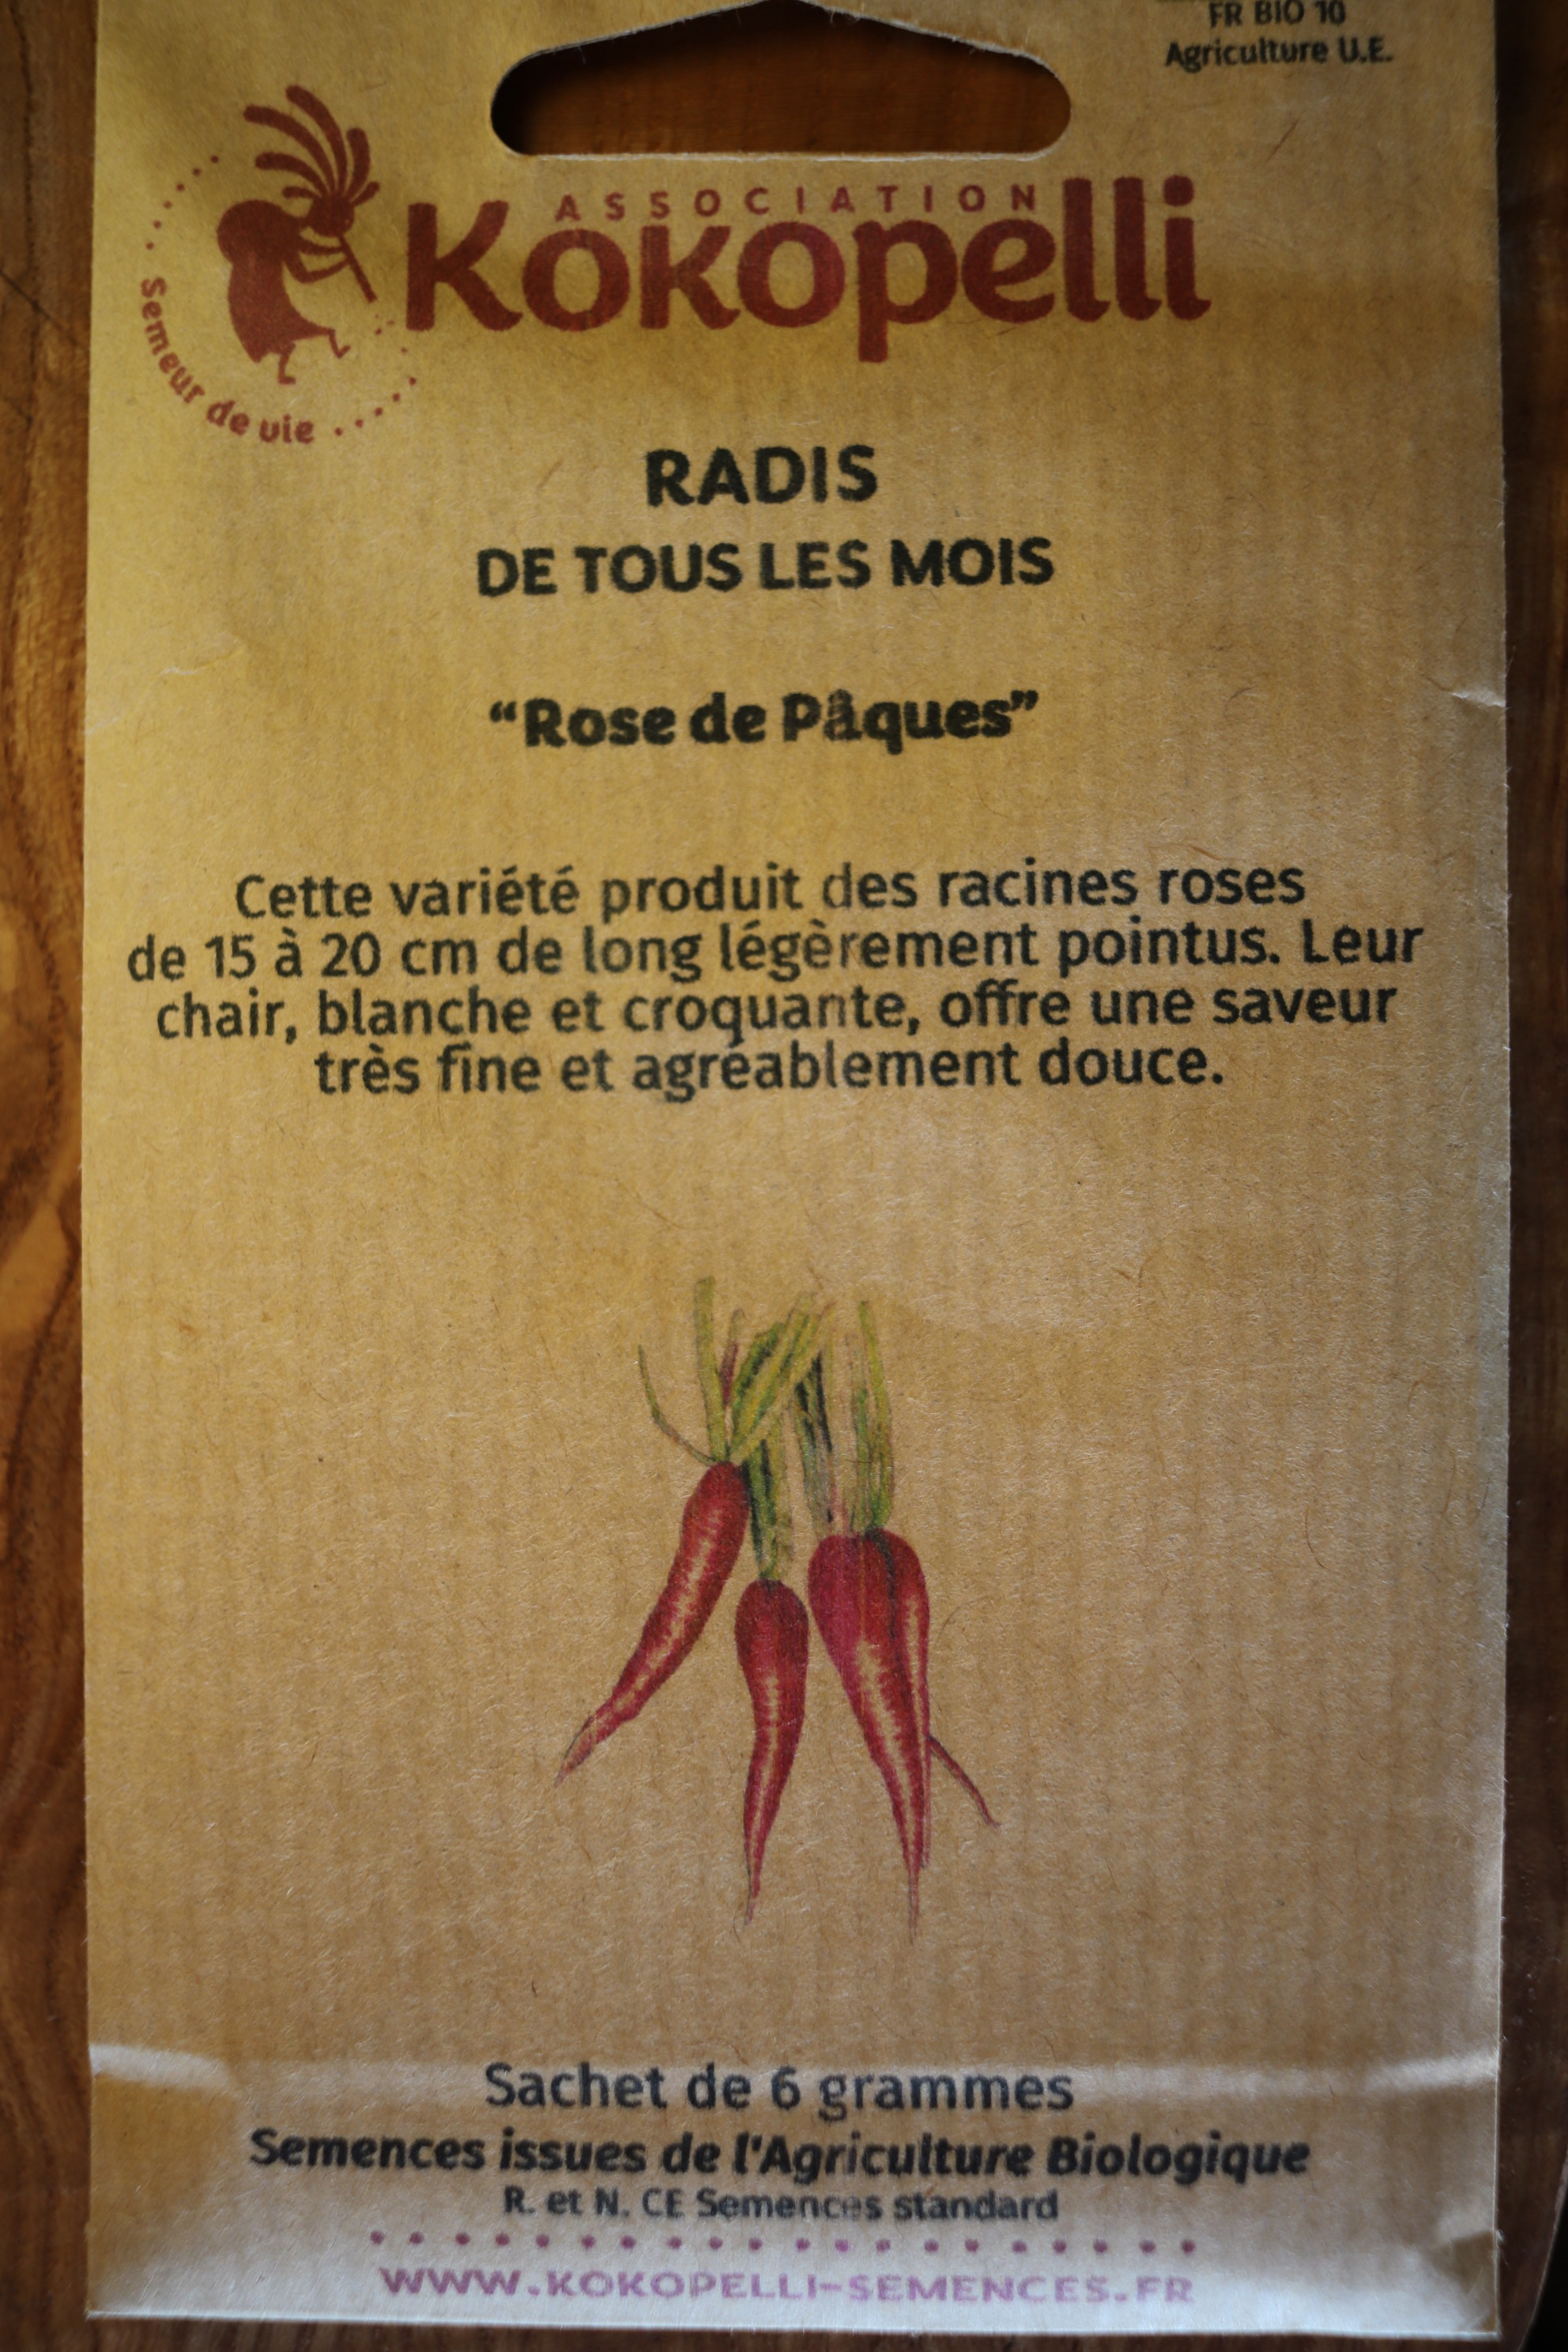 FR BIO 10
Agriculture U.E.
ASSOCIATION
Kokopelli
Semeur de vie
RADIS
DE TOUS LES MOIS
“Rose de Pâques”
Cette variété produit des racines roses
de 15 à 20 cm de long légèrement pointus. Leur
chair, blanche et croquante, offre une saveur
très fine et agréablement douce.
Sachet de 6 grammes
Semences issues de l'Agriculture Biologique
R. et N. CE Semences standard
WWW.KOKOPELLI-SEMENCES.FR